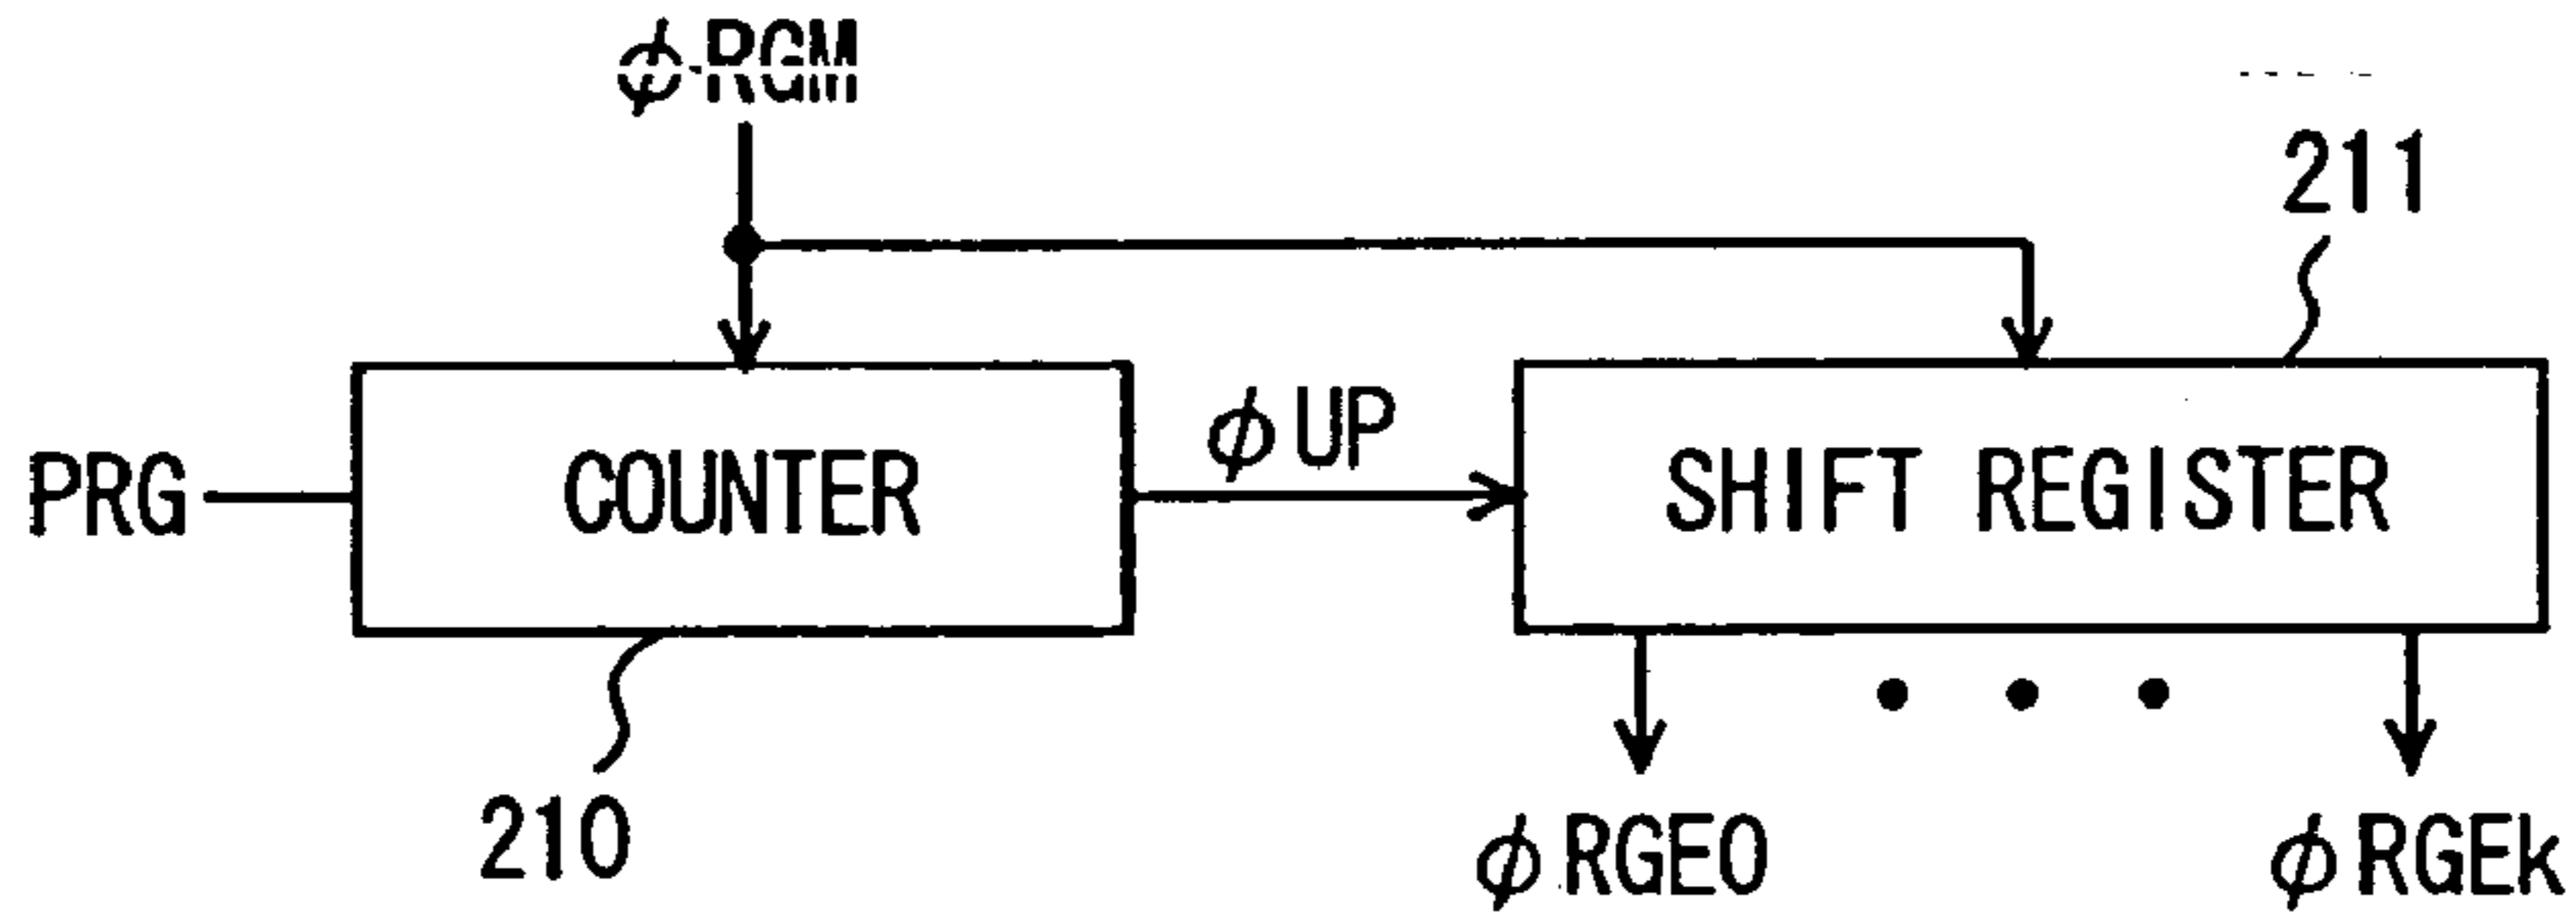 φRGM
211
PRG
COUNTER
φUP
SHIFT REGISTER
210
φRGE0
φRGEk